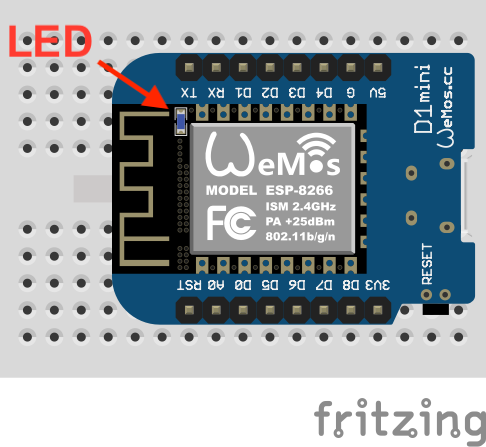 LED
TX RX D1 D2 D3 D4 G 5V
D1 mini
WeMos.cc
WeMos
MODEL ESP-8266
ISM 2.4GHz
PA +25dBm
802.11b/g/n
FC
RESET
RST A0 D0 D5 D6 D7 D8 3V3
fritzing